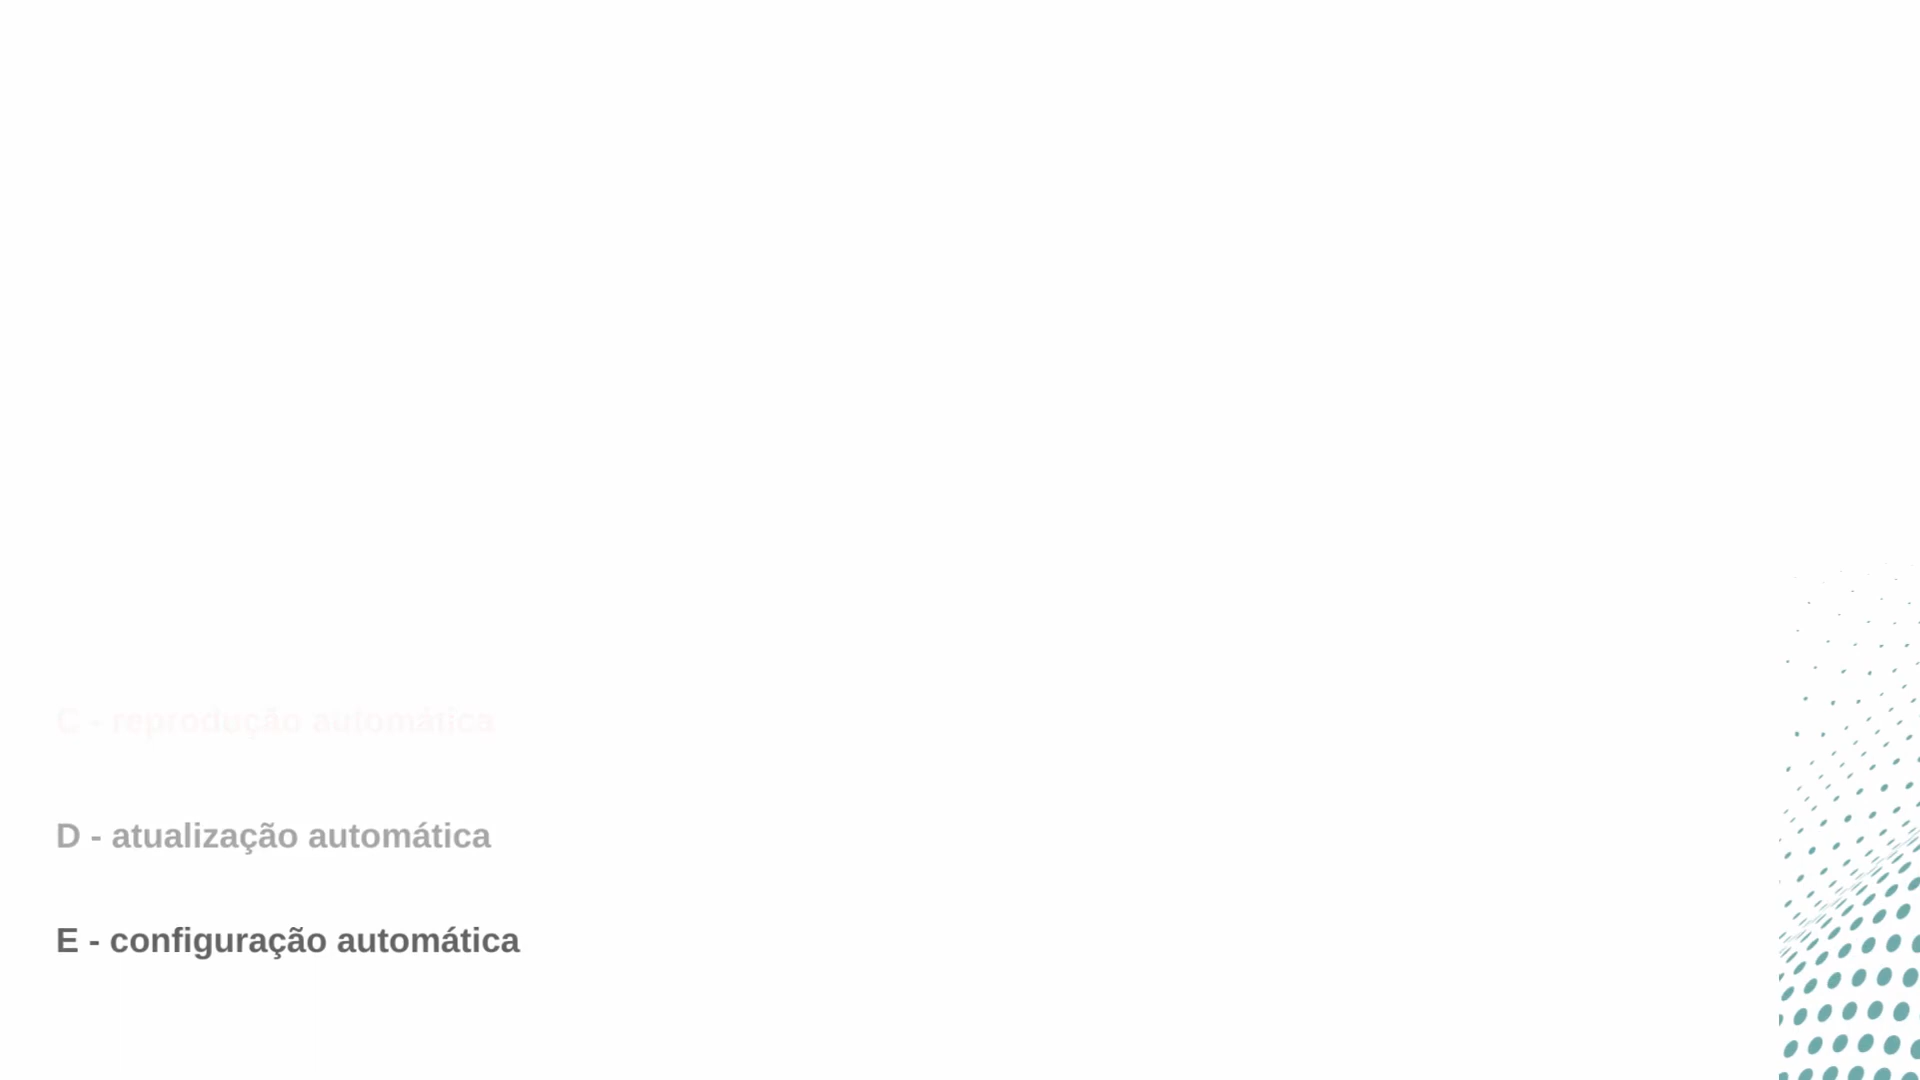 C - reprodução automática
D - atualização automática
E - configuração automática